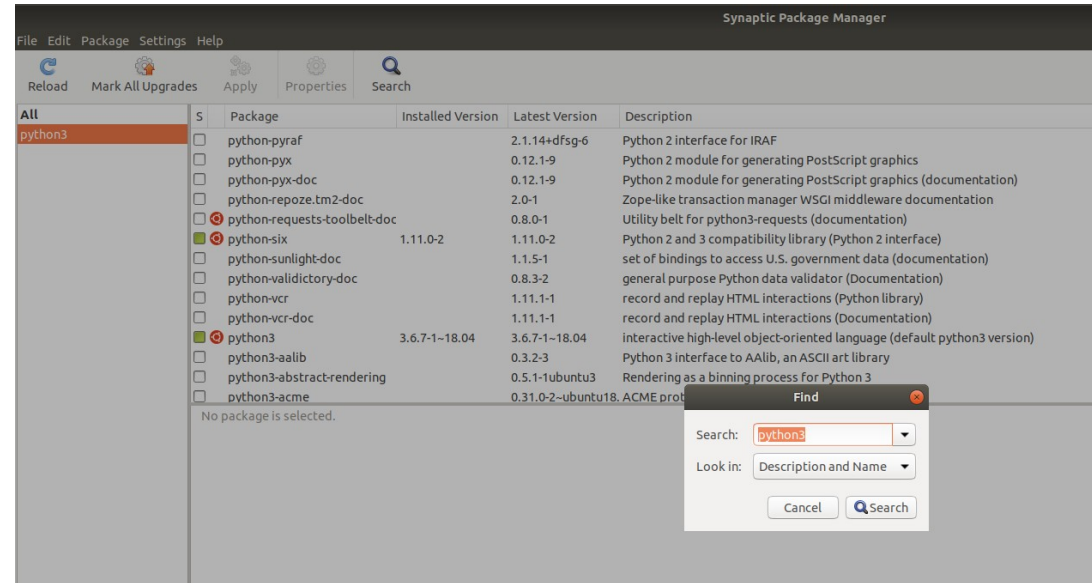 Synaptic Package Manager
File Edit Package Settings Help
Reload Mark All Upgrades Apply Properties Search
All
python3
S Package Installed Version Latest Version Description
python-pyraf 2.1.14+dfsg-6 Python 2 interface for IRAF
python-pyx 0.12.1-9 Python 2 module for generating PostScript graphics
python-pyx-doc 0.12.1-9 Python 2 module for generating PostScript graphics (documentation)
python-repoze.tm2-doc 2.0-1 Zope-like transaction manager WSGI middleware documentation
python-requests-toolbelt-doc 0.8.0-1 Utility belt for python3-requests (documentation)
python-six 1.11.0-2 1.11.0-2 Python 2 and 3 compatibility library (Python 2 interface)
python-sunlight-doc 1.1.5-1 set of bindings to access U.S. government data (documentation)
python-validictory-doc 0.8.3-2 general purpose Python data validator (Documentation)
python-vcr 1.11.1-1 record and replay HTML interactions (Python library)
python-vcr-doc 1.11.1-1 record and replay HTML interactions (Documentation)
python3 3.6.7-1~18.04 3.6.7-1~18.04 interactive high-level object-oriented language (default python3 version)
python3-aalib 0.3.2-3 Python 3 interface to AAlib, an ASCII art library
python3-abstract-rendering 0.5.1-1ubuntu3 Rendering as a binning process for Python 3
python3-acme 0.31.0-2~ubuntu18. ACME prot
No package is selected.
Find
Search: python3
Look in: Description and Name
Cancel Search